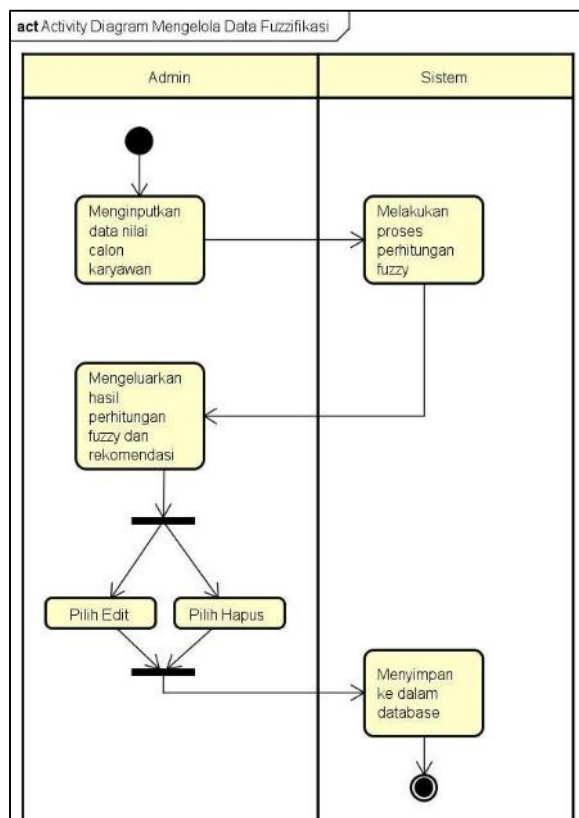 act Activity Diagram Mengelola Data Fuzzifikasi
Admin
Sistem
Menginputkan
data nilai
calon
karyawan
Melakukan
proses
perhitungan
fuzzy
Mengeluarkan
hasil
perhitungan
fuzzy dan
rekomendasi
Pilih Edit
Pilih Hapus
Menyimpan
ke dalam
database